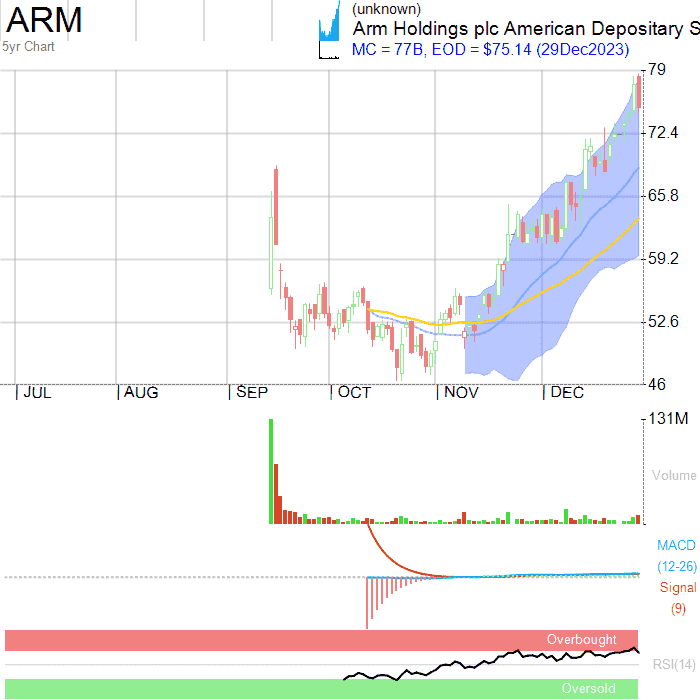 ARM
5yr Chart
(unknown)
Arm Holdings plc American Depositary S
MC = 77B, EOD = $75.14 (29Dec2023)
79
72.4
65.8
59.2
52.6
46
JUL AUG SEP OCT NOV DEC
131M
Volume
MACD
(12-26)
Signal
(9)
Overbought
RSI(14)
Oversold